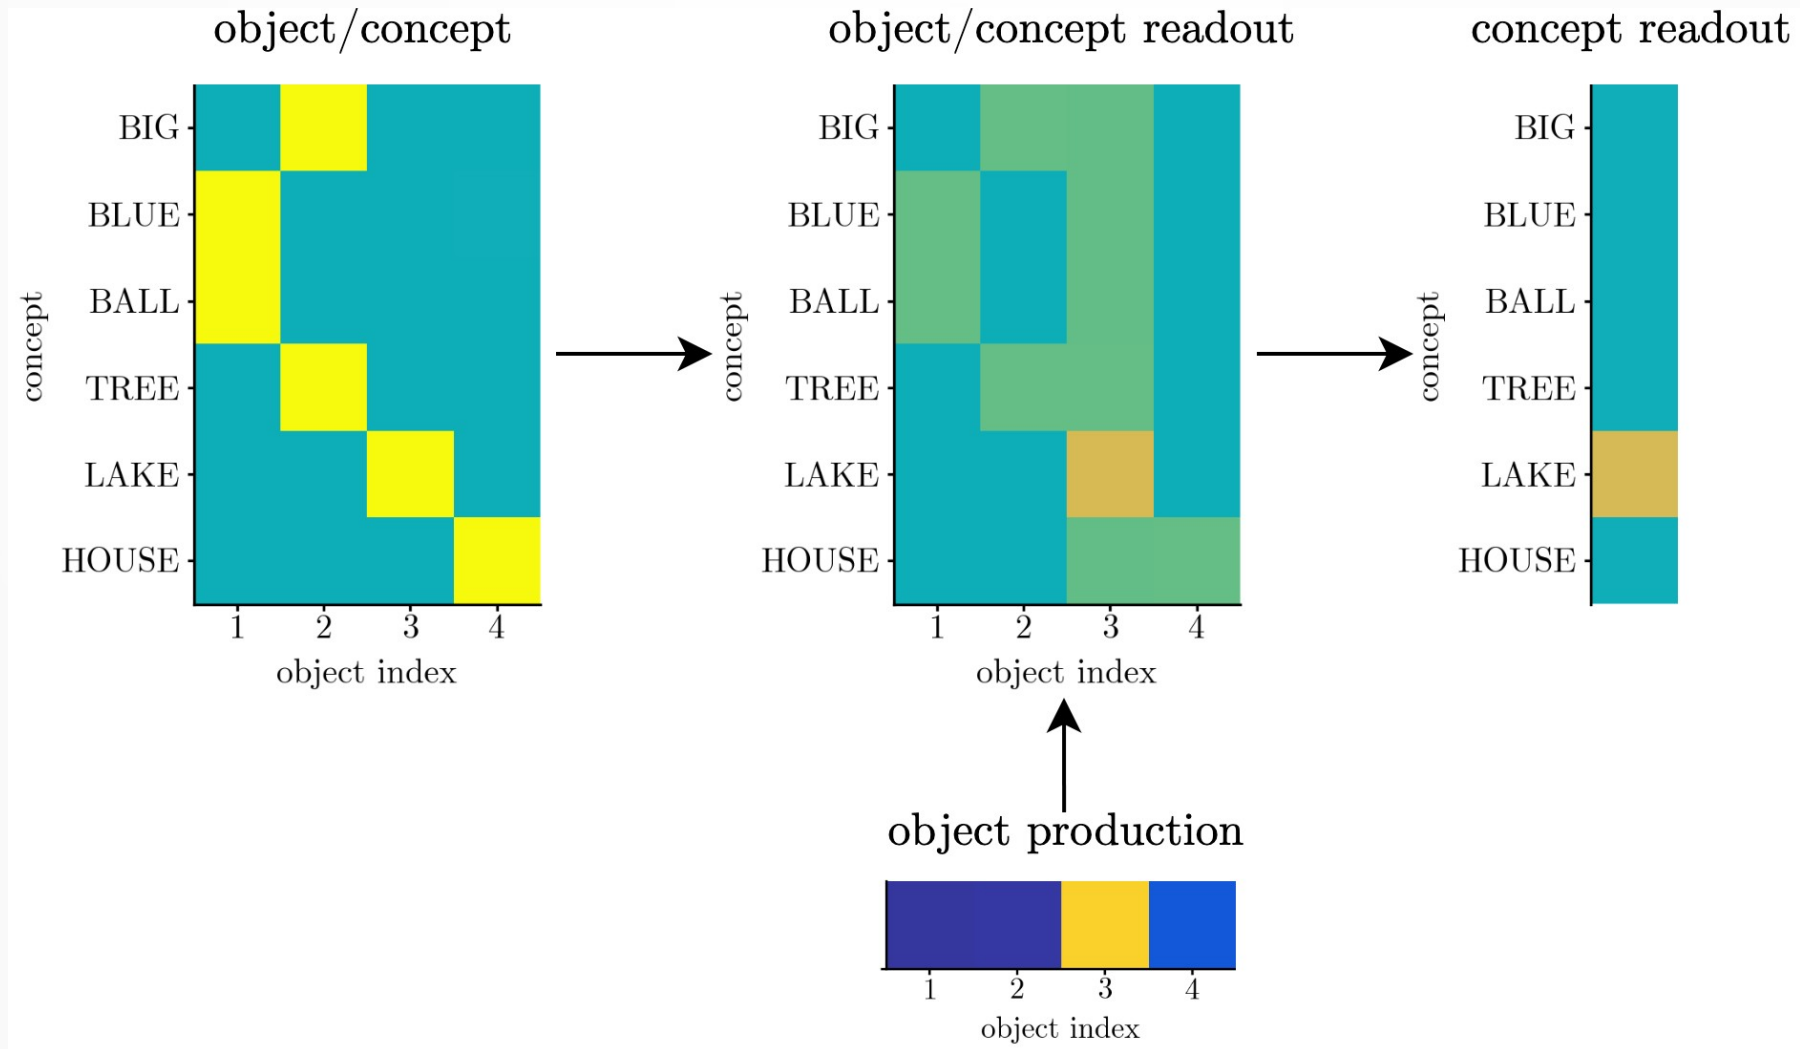 object/concept
BIG
BLUE
BALL
TREE
LAKE
HOUSE
concept
1 2 3 4
object index
object/concept readout
BIG
BLUE
BALL
TREE
LAKE
HOUSE
concept
1 2 3 4
object index
concept readout
BIG
BLUE
BALL
TREE
LAKE
HOUSE
concept
object production
1 2 3 4
object index